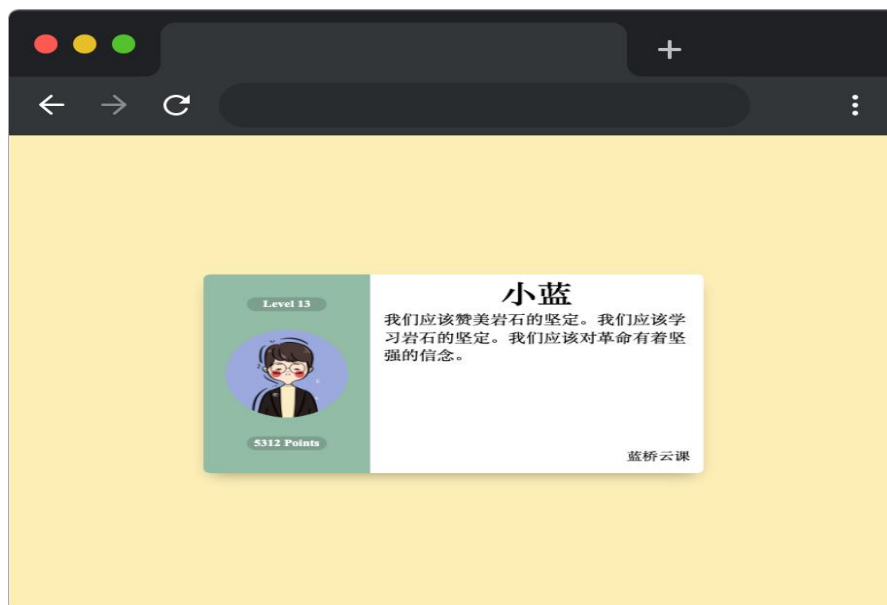 Level 13
5312 Points
小蓝
我们应该赞美岩石的坚定。我们应该学
习岩石的坚定。我们应该对革命有着坚
强的信念。
蓝桥云课